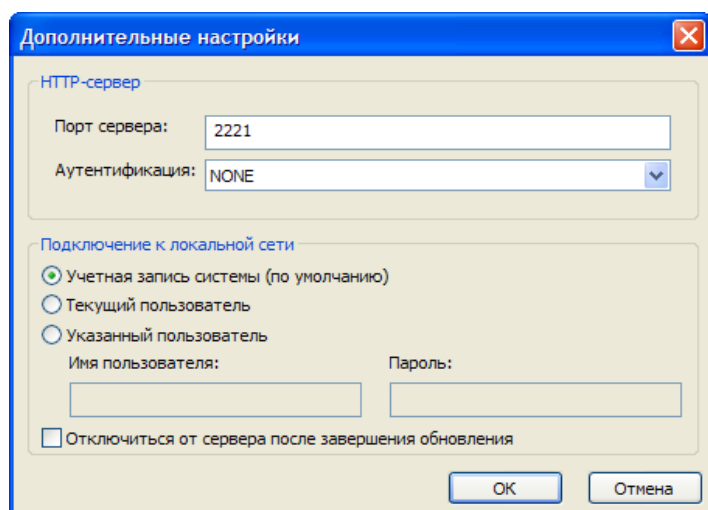 Дополнительные настройки
HTTP-сервер
Порт сервера: 2221
Аутентификация: NONE
Подключение к локальной сети
Учетная запись системы (по умолчанию)
Текущий пользователь
Указанный пользователь
Имя пользователя: Пароль:
Отключиться от сервера после завершения обновления
ОК Отмена